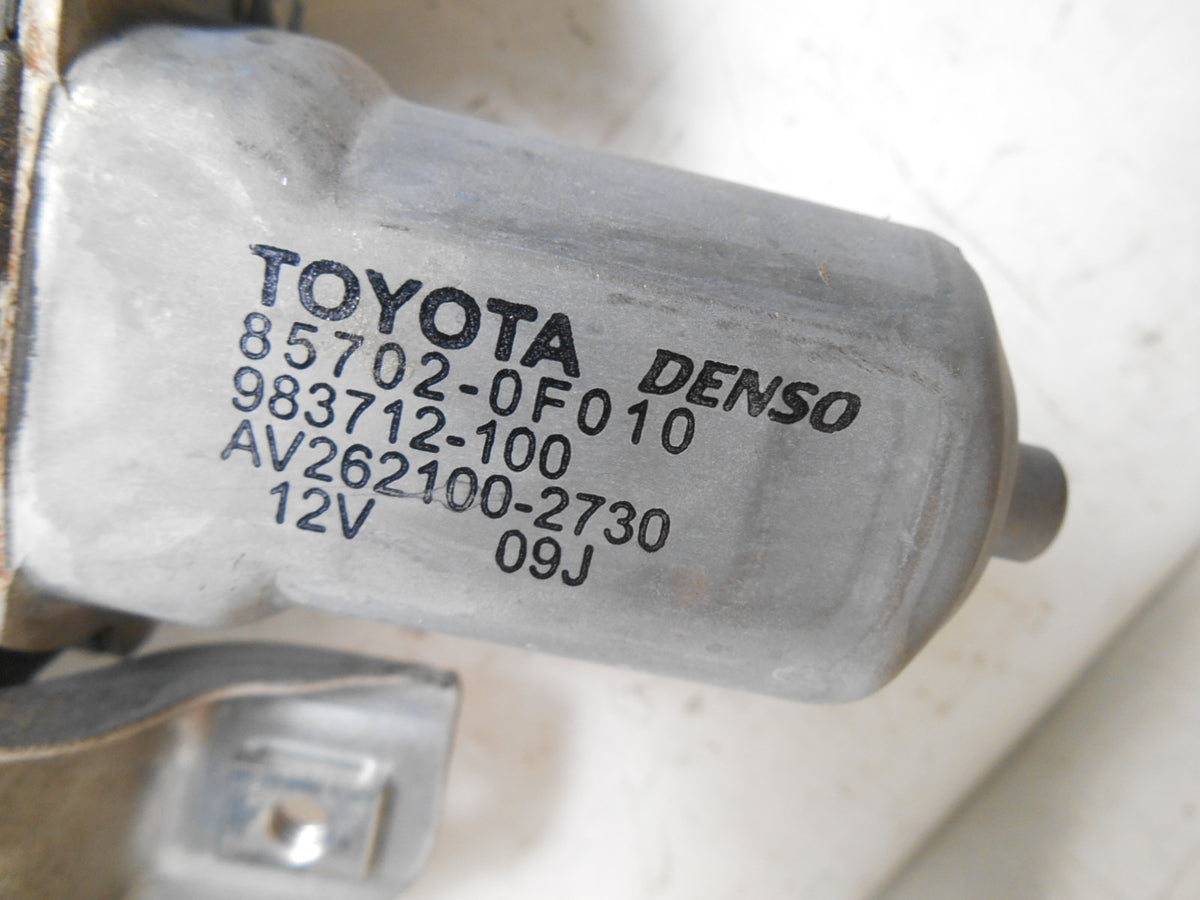 TOYOTA DENSO
85702-0F010
983712-100
AV262100-2730
12V 09J